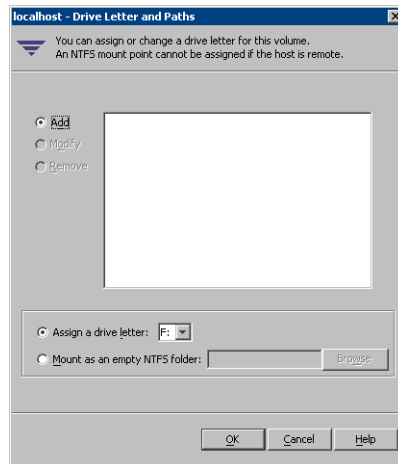 localhost - Drive Letter and Paths
You can assign or change a drive letter for this volume.
An NTFS mount point cannot be assigned if the host is remote.
Add
Modify
Remove
Assign a drive letter: F:
Mount as an empty NTFS folder: Browse
OK Cancel Help